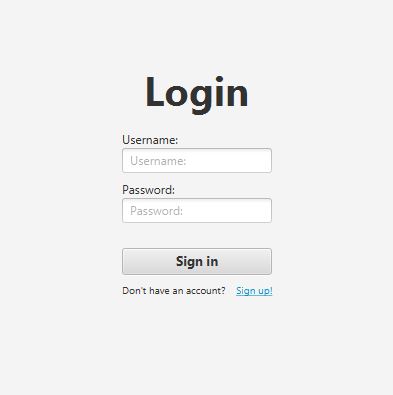 Login
Username:
Username:
Password:
Password:
Sign in
Don't have an account? Sign up!